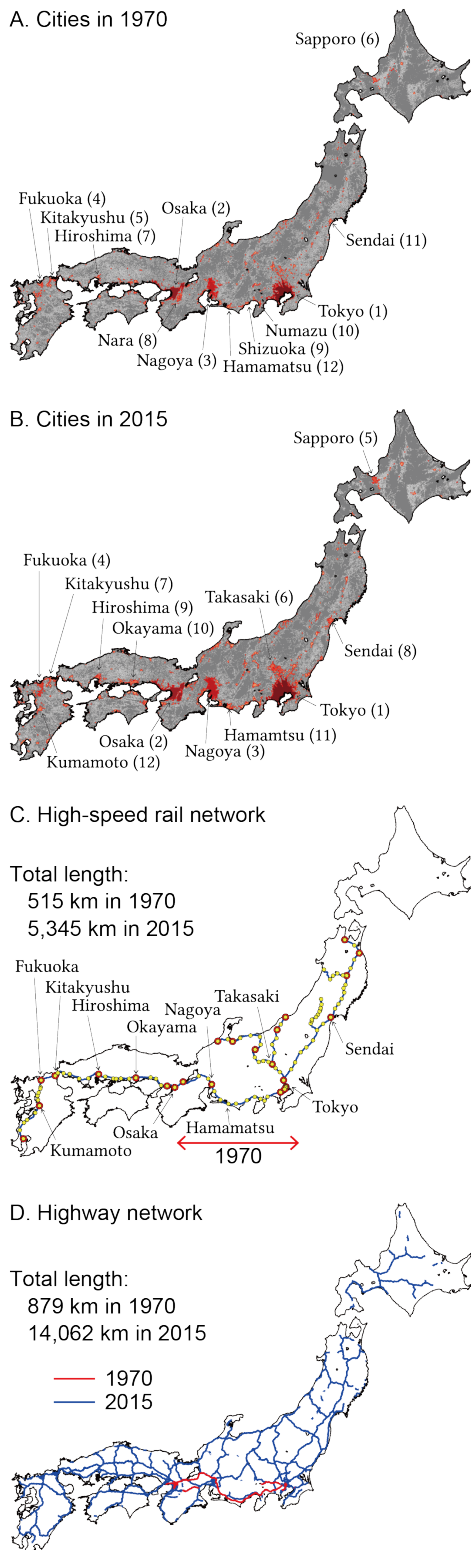 A. Cities in 1970
Sapporo (6)
Fukuoka (4)
Kitakyushu (5)
Osaka (2)
Hiroshima (7)
Sendai (11)
Tokyo (1)
Nara (8)
Numazu (10)
Nagoya (3)
Shizuoka (9)
Hamamatsu (12)
B. Cities in 2015
Sapporo (5)
Fukuoka (4)
Kitakyushu (7)
Takasaki (6)
Hiroshima (9)
Okayama (10)
Sendai (8)
Tokyo (1)
Osaka (2)
Hamamtsu (11)
Nagoya (3)
Kumamoto (12)
C. High-speed rail network
Total length:
515 km in 1970
5,345 km in 2015
Fukuoka
Kitakyushu
Hiroshima
Nagoya
Takasaki
Okayama
Sendai
Tokyo
Osaka
Hamamatsu
Kumamoto
1970
D. Highway network
Total length:
879 km in 1970
14,062 km in 2015
1970
2015